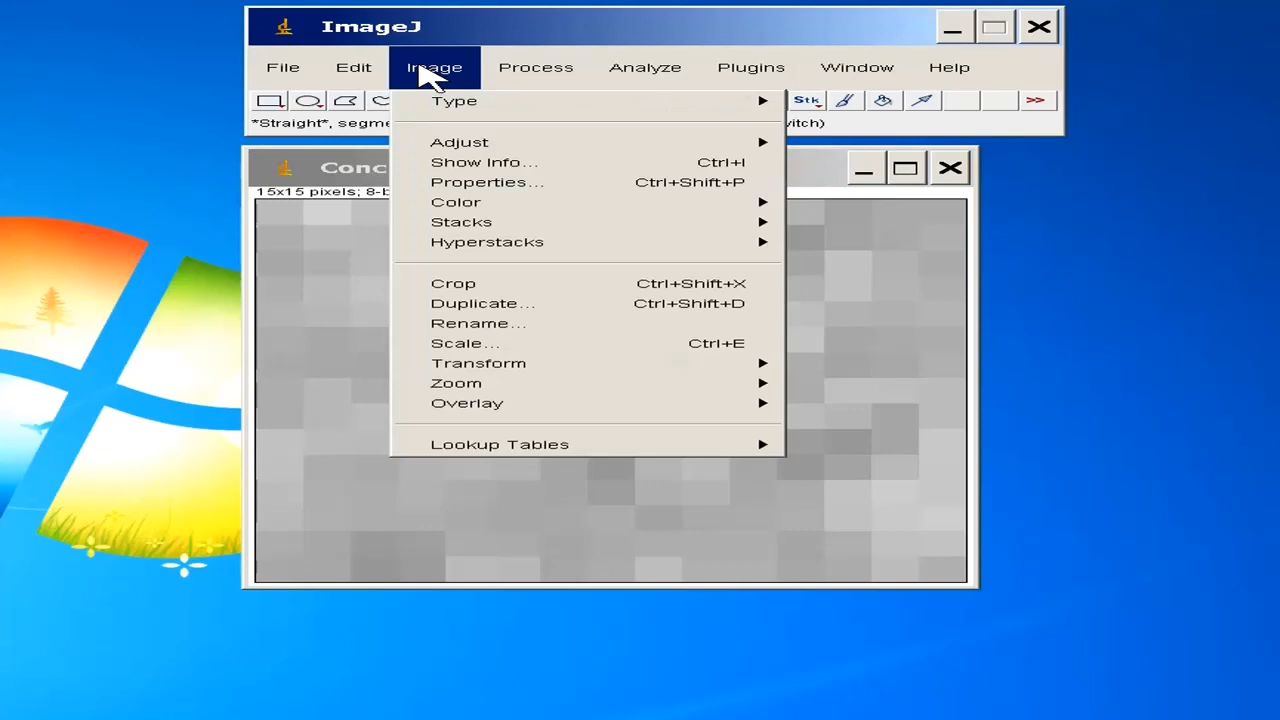 ImageJ
File Edit Image Process Analyze Plugins Window Help
Stk >>
*Straight*, segme
Type
Adjust
Show Info... Ctrl+I
Properties... Ctrl+Shift+P
Color
Stacks
Hyperstacks
Crop Ctrl+Shift+X
Duplicate... Ctrl+Shift+D
Rename...
Scale... Ctrl+E
Transform
Zoom
Overlay
Lookup Tables
vitch)
Conc
15x15 pixels; 8-b